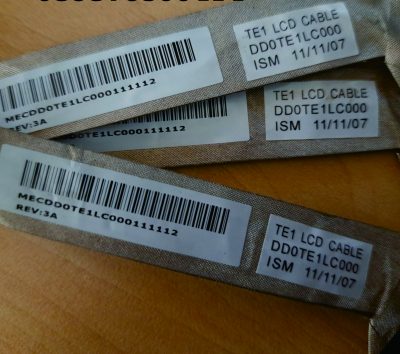 MECDD0TE1LC000111112
REV:3A
TE1 LCD CABLE
DD0TE1LC000
ISM 11/11/07
MECDD0TE1LC000111112
TE1 LCD CABLE
DD0TE1LC000
ISM 11/11/07
MECDD0TE1LC000111112
REV:3A
TE1 LCD CABLE
DD0TE1LC000
ISM 11/11/07